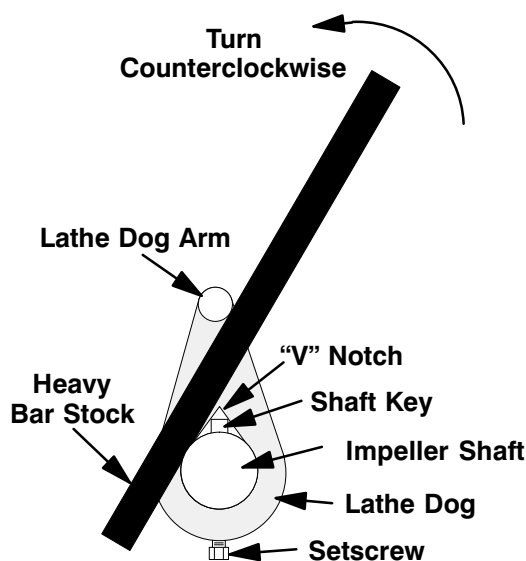 Turn
Counterclockwise
Lathe Dog Arm
“V” Notch
Heavy
Bar Stock
Shaft Key
Impeller Shaft
Lathe Dog
Setscrew